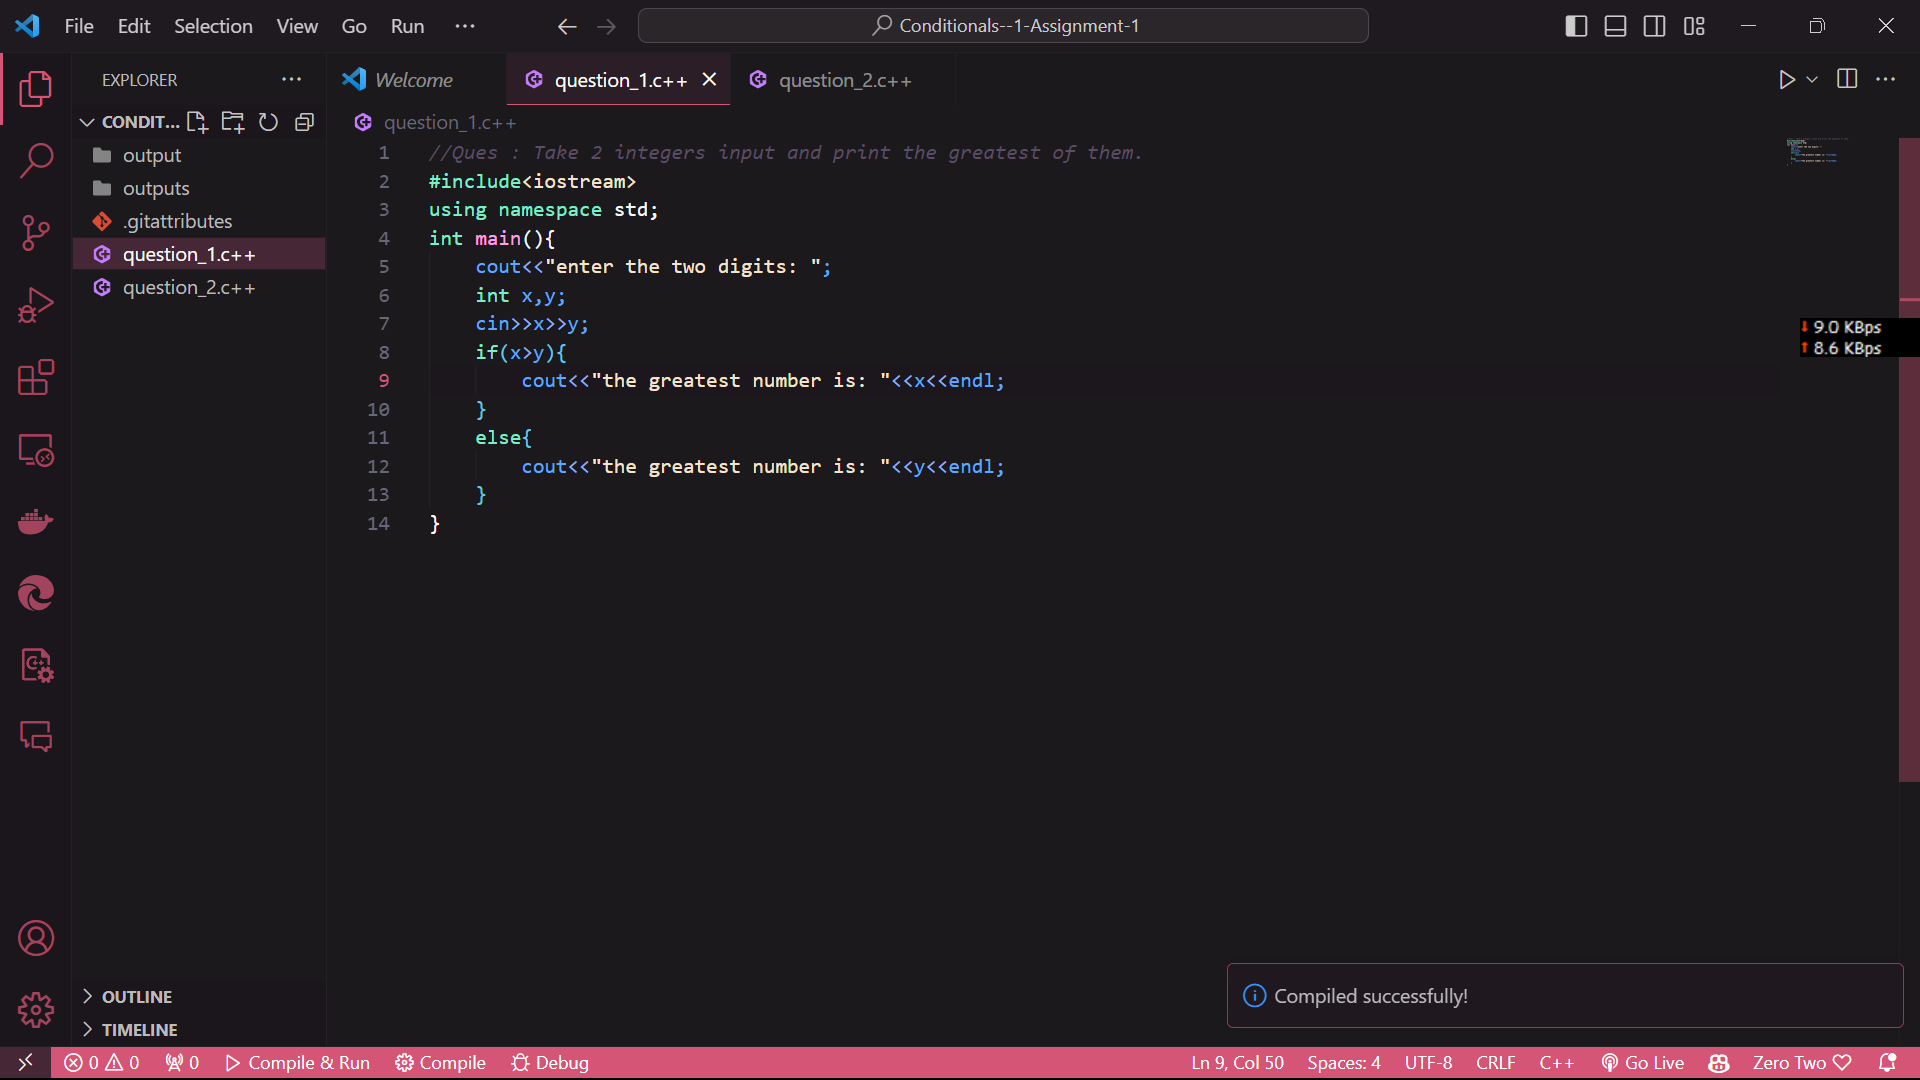 File Edit Selection View Go Run ···
Conditionals--1-Assignment-1
EXPLORER
Welcome
question_1.c++
question_2.c++
CONDIT...
output
outputs
.gitattributes
question_1.c++
question_2.c++
question_1.c++
1 //Ques : Take 2 integers input and print the greatest of them.
2 #include<iostream>
3 using namespace std;
4 int main(){
5     cout<<"enter the two digits: ";
6     int x,y;
7     cin>>x>>y;
8     if(x>y){
9         cout<<"the greatest number is: "<<x<<endl;
10     }
11     else{
12         cout<<"the greatest number is: "<<y<<endl;
13     }
14 }
9.0 KBps
8.6 KBps
OUTLINE
TIMELINE
Compiled successfully!
0 0 0 Compile & Run Compile Debug Ln 9, Col 50 Spaces: 4 UTF-8 CRLF C++ Go Live Zero Two